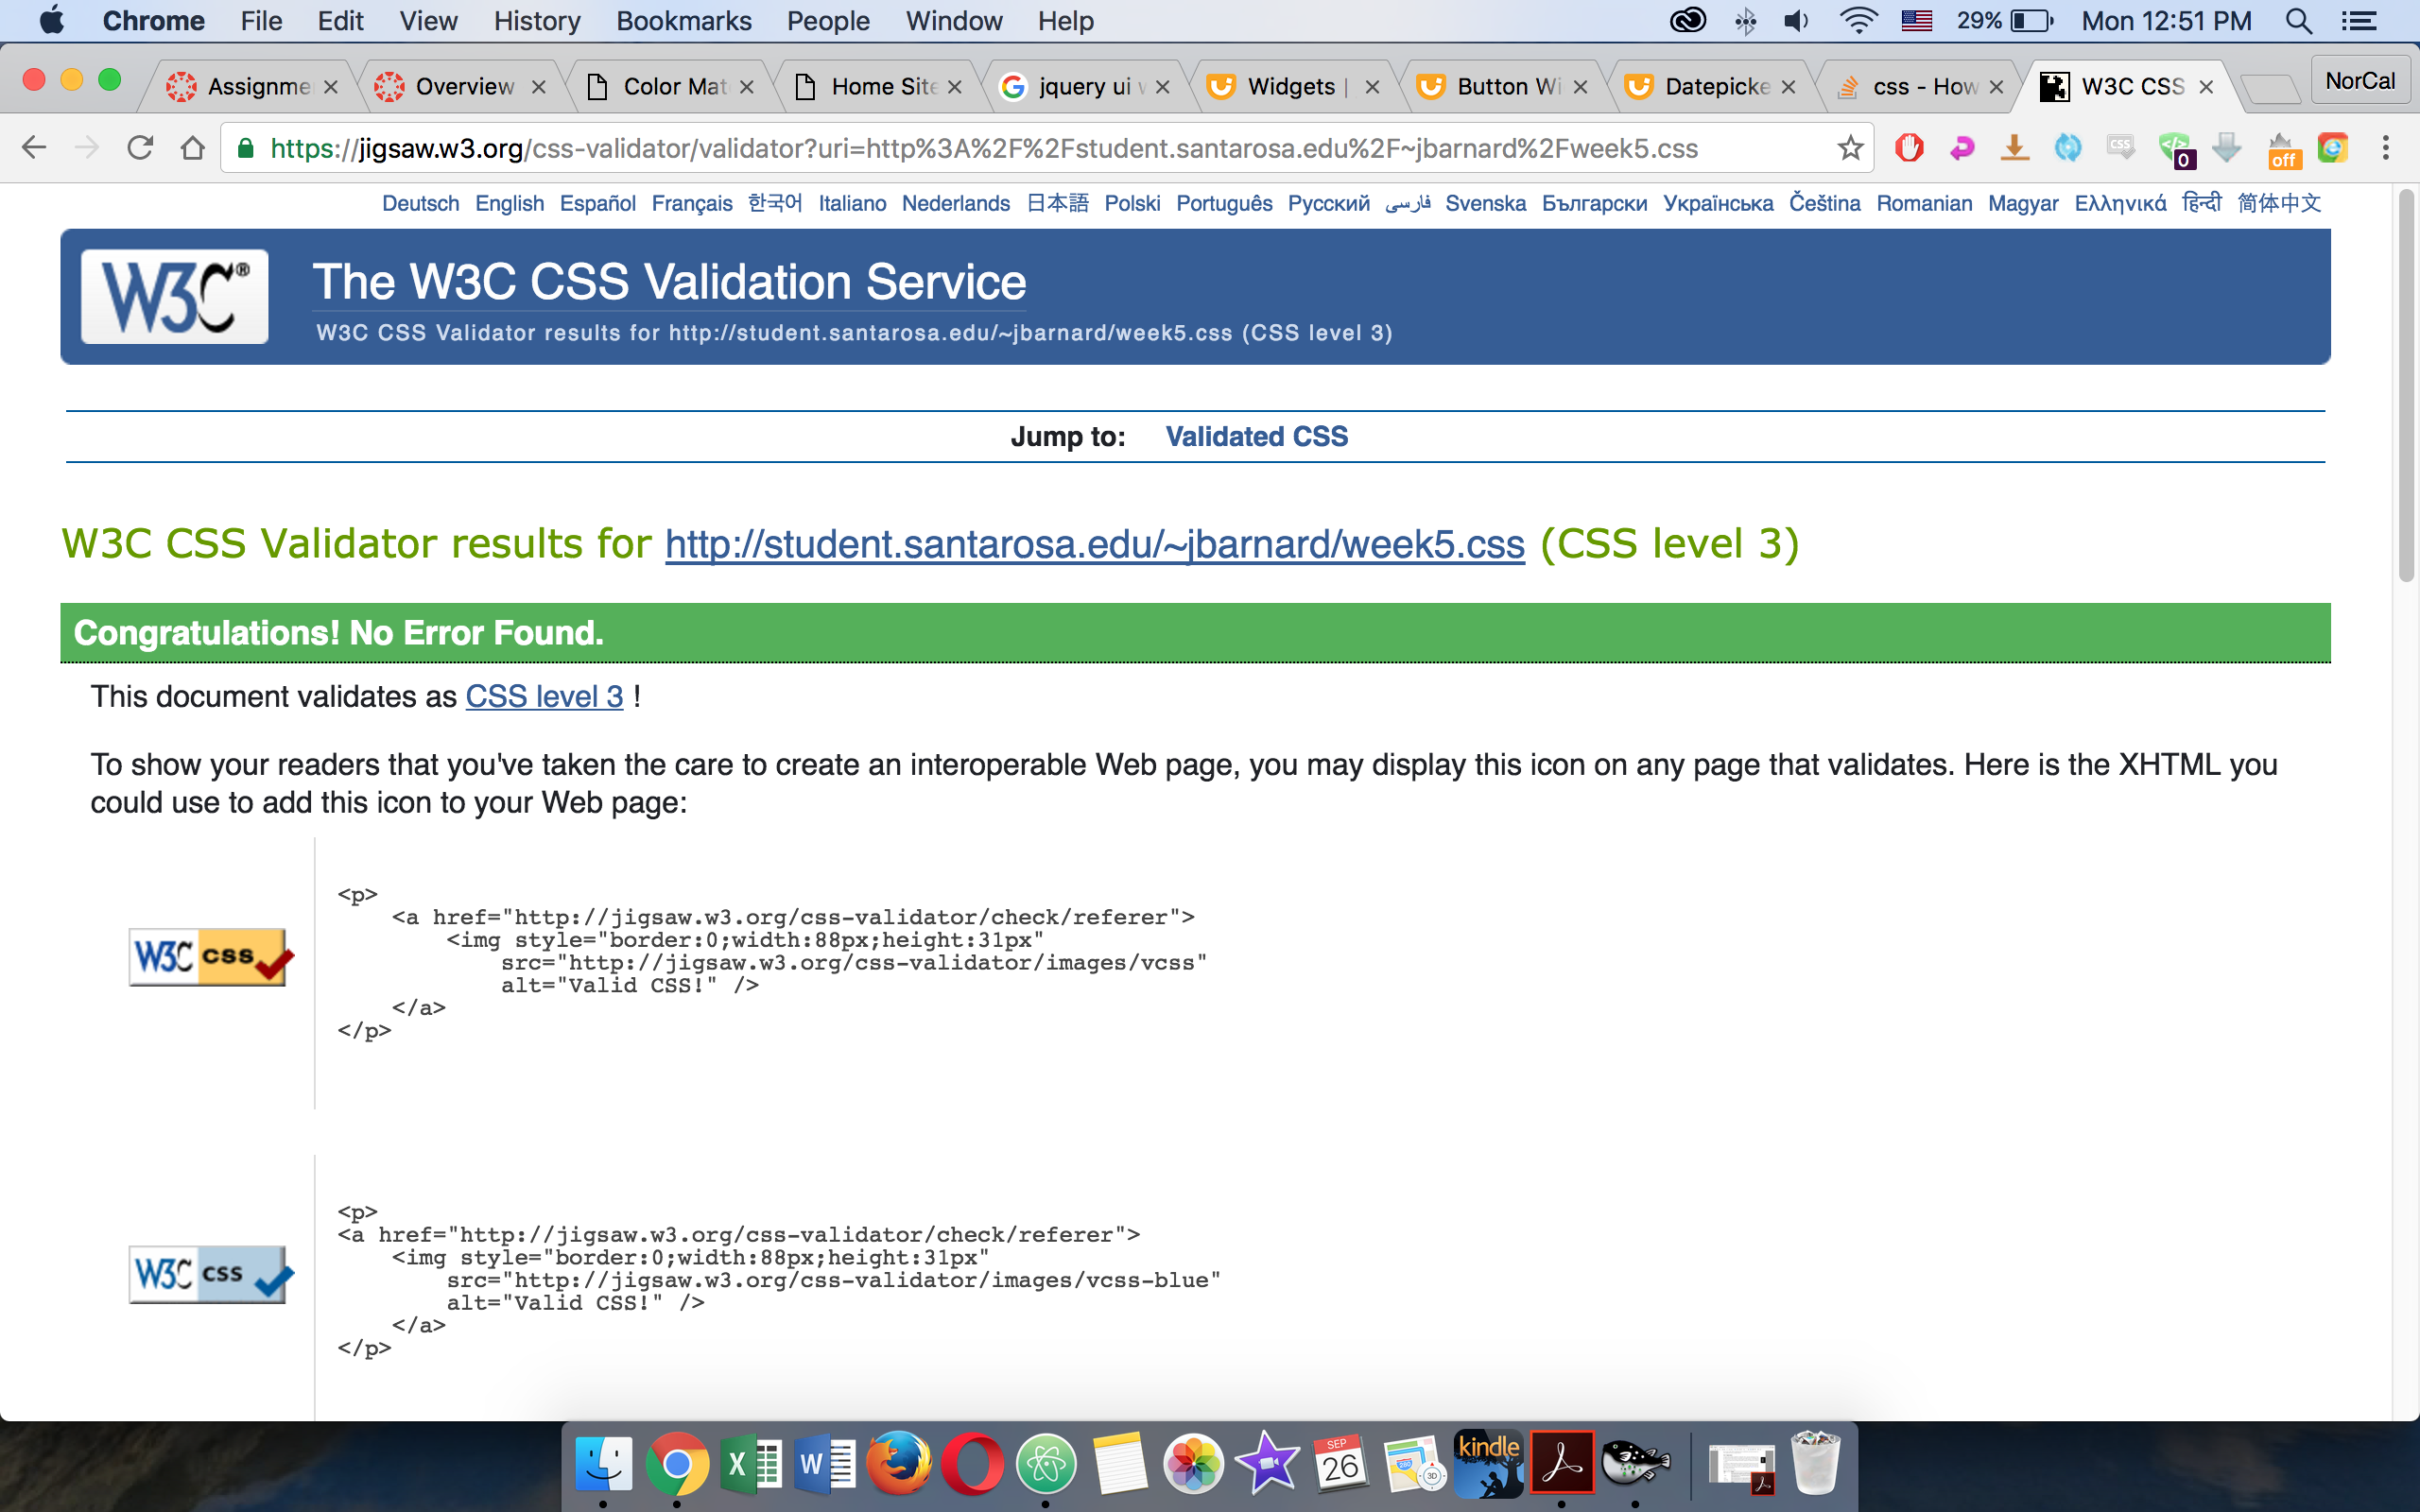 Chrome File Edit View History Bookmarks People Window Help 29% Mon 12:51 PM
Assignme Overview Color Mat Home Site jquery ui Widgets | Button Wi Datepicke css - How W3C CSS NorCal
https://jigsaw.w3.org/css-validator/validator?uri=http%3A%2F%2Fstudent.santarosa.edu%2F~jbarnard%2Fweek5.css
CSS 0 off
Deutsch English Español Français 한국어 Italiano Nederlands 日本語 Polski Português Русский فارسی Svenska Български Українська Čeština Romanian Magyar Ελληνικά हिन्दी 简体中文
W3C® The W3C CSS Validation Service
W3C CSS Validator results for http://student.santarosa.edu/~jbarnard/week5.css (CSS level 3)
Jump to: Validated CSS
W3C CSS Validator results for http://student.santarosa.edu/~jbarnard/week5.css (CSS level 3)
Congratulations! No Error Found.
This document validates as CSS level 3 !
To show your readers that you've taken the care to create an interoperable Web page, you may display this icon on any page that validates. Here is the XHTML you
could use to add this icon to your Web page:
<p>
<a href="http://jigsaw.w3.org/css-validator/check/referer">
<img style="border:0;width:88px;height:31px"
W3C css
src="http://jigsaw.w3.org/css-validator/images/vcss"
alt="Valid CSS!" />
</a>
</p>
<p>
<a href="http://jigsaw.w3.org/css-validator/check/referer">
<img style="border:0;width:88px;height:31px"
W3C css
src="http://jigsaw.w3.org/css-validator/images/vcss-blue"
alt="Valid CSS!" />
</a>
</p>
SEP
26
280
3D
kindle
X
W